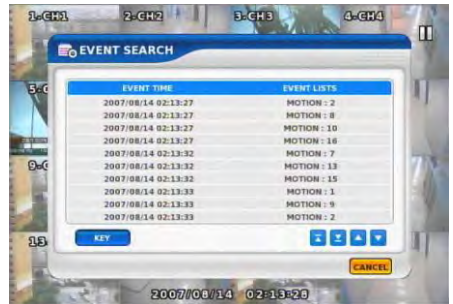 1.CH1 2.CH2 3.CH3 4.CH4
EVENT SEARCH
5.C
EVENT TIME EVENT LISTS
2007/08/14 02:13:27 MOTION : 2
2007/08/14 02:13:27 MOTION : 8
2007/08/14 02:13:27 MOTION : 10
2007/08/14 02:13:27 MOTION : 16
2007/08/14 02:13:32 MOTION : 7
2007/08/14 02:13:32 MOTION : 13
2007/08/14 02:13:32 MOTION : 15
2007/08/14 02:13:33 MOTION : 1
2007/08/14 02:13:33 MOTION : 9
2007/08/14 02:13:33 MOTION : 2
9.C
13
KEY
CANCEL
2007/08/14 02:13:28